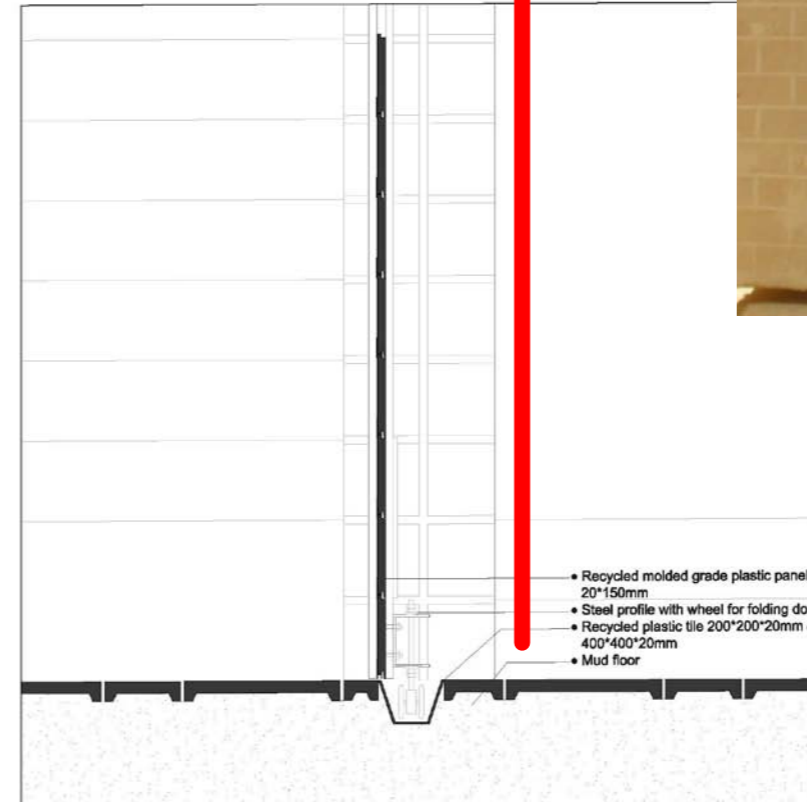 • Recycled molded grade plastic panel
20*150mm
• Steel profile with wheel for folding do
• Recycled plastic tile 200*200*20mm
400*400*20mm
• Mud floor